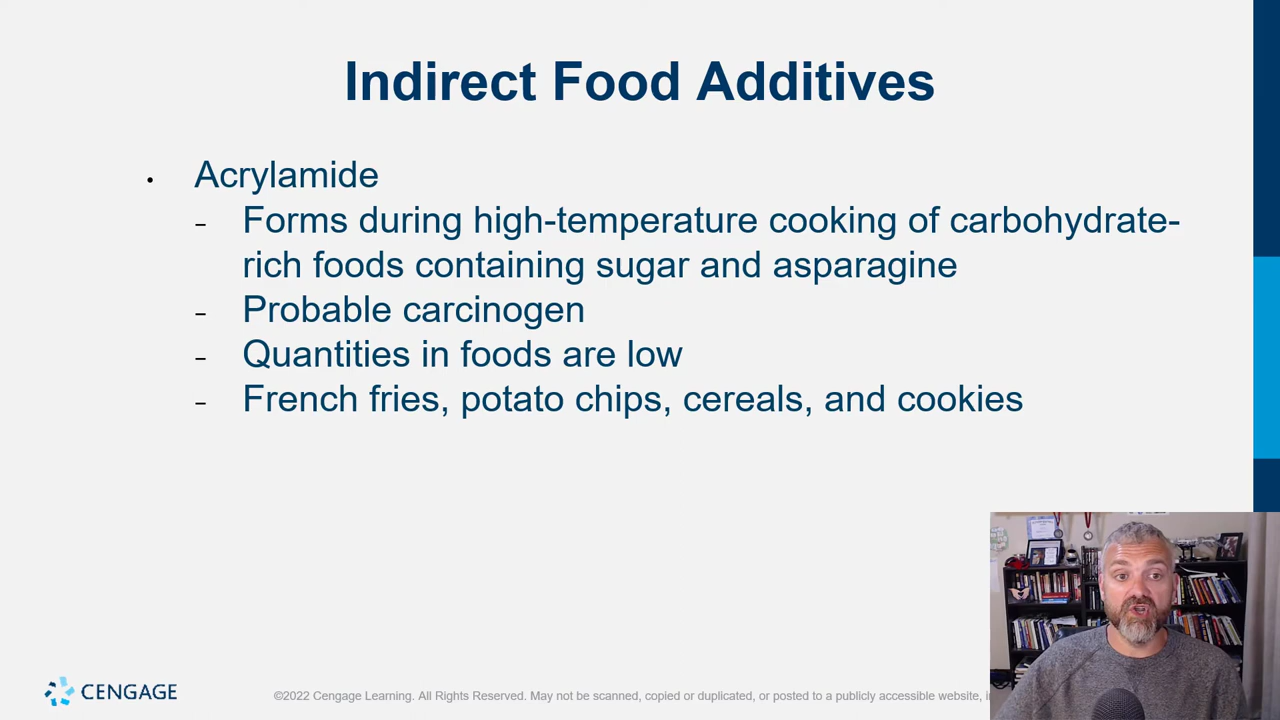 Indirect Food Additives
• Acrylamide
– Forms during high-temperature cooking of carbohydrate-
rich foods containing sugar and asparagine
– Probable carcinogen
– Quantities in foods are low
– French fries, potato chips, cereals, and cookies
CENGAGE
©2022 Cengage Learning. All Rights Reserved. May not be scanned, copied or duplicated, or posted to a publicly accessible website,